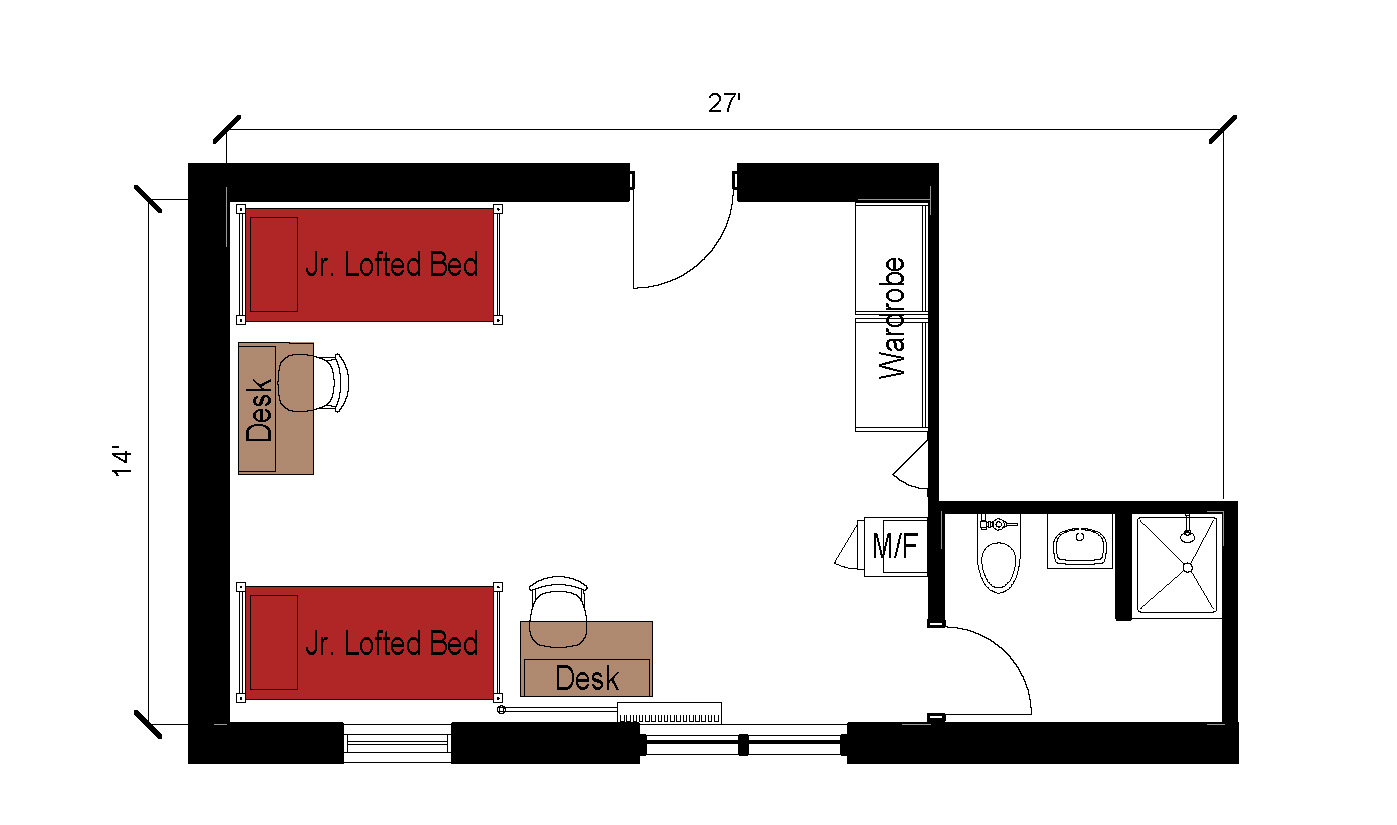 27'
Jr. Lofted Bed
Wardrobe
Desk
14'
M/F
Jr. Lofted Bed
Desk